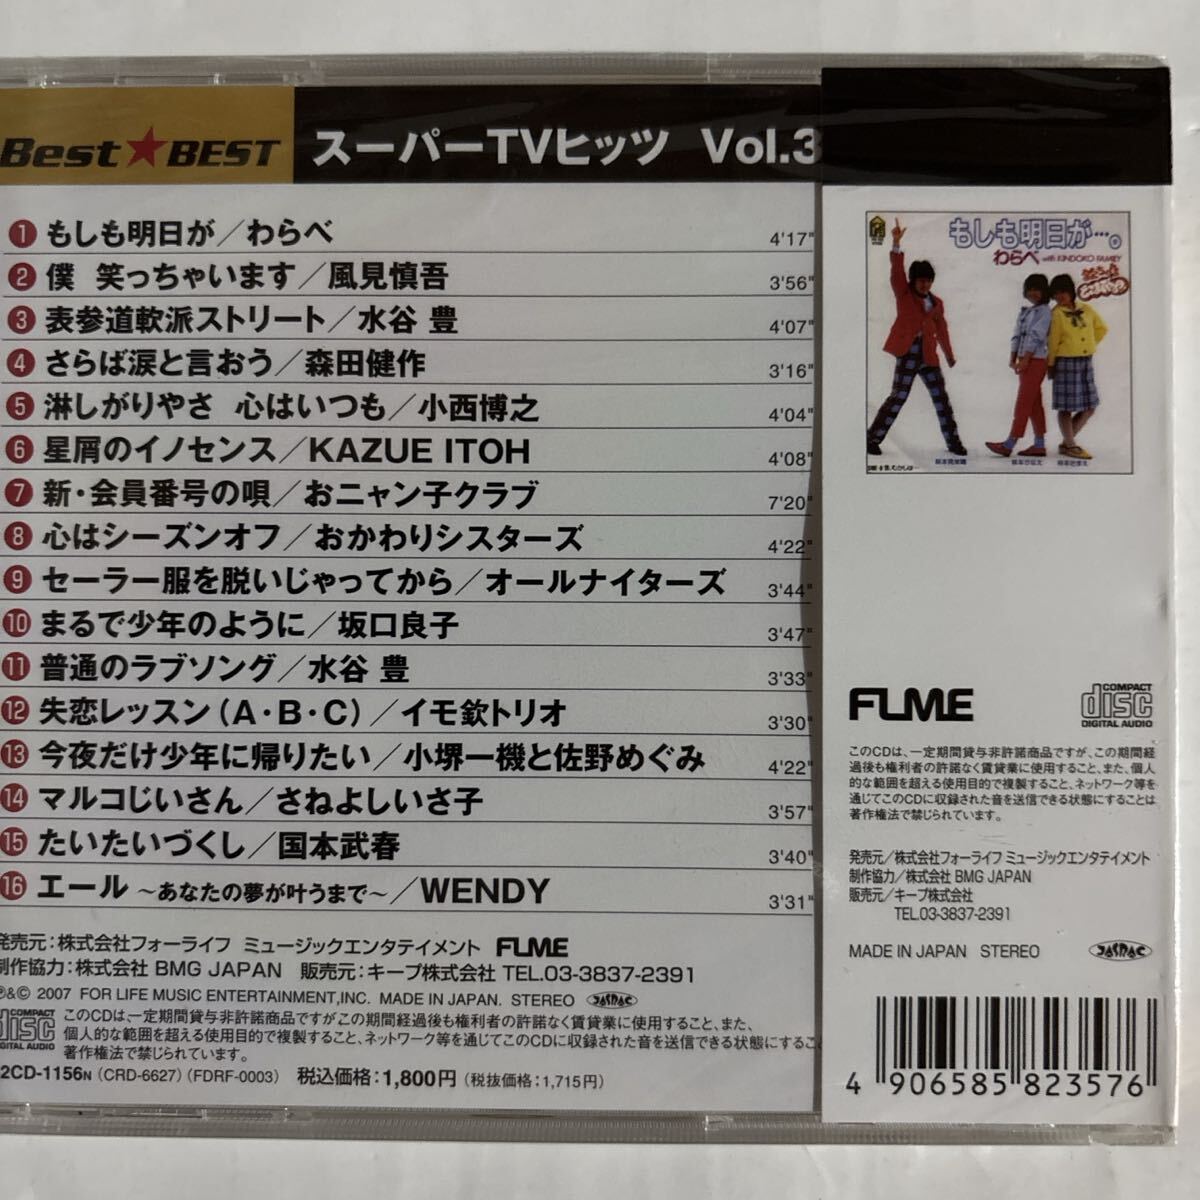 Best★BEST
スーパーTVヒッツ Vol.3
1 もしも明日が／わらべ 4'17"
2 僕 笑っちゃいます／風見慎吾 3'56"
3 表参道軟派ストリート／水谷 豊 4'07"
4 さらば涙と言おう／森田健作 3'16"
5 淋しがりやさ 心はいつも／小西博之 4'04"
6 星屑のイノセンス／KAZUE ITOH 4'08"
7 新・会員番号の唄／おニャン子クラブ 7'20"
8 心はシーズンオフ／おかわりシスターズ 4'22"
9 セーラー服を脱いじゃってから／オールナイターズ 3'44"
10 まるで少年のように／坂口良子 3'47"
11 普通のラブソング／水谷 豊 3'33"
12 失恋レッスン（A・B・C）／イモ欽トリオ 3'30"
13 今夜だけ少年に帰りたい／小堺一機と佐野めぐみ 4'22"
14 マルコじいさん／さねよしいさ子 3'57"
15 たいたいづくし／国本武春 3'40"
16 エール ～あなたの夢が叶うまで～／WENDY 3'31"
発売元：株式会社フォーライフ ミュージックエンタテイメント FLME
制作協力：株式会社 BMG JAPAN 販売元：キープ株式会社 TEL.03-3837-2391
℗&© 2007 FOR LIFE MUSIC ENTERTAINMENT,INC. MADE IN JAPAN. STEREO JASRAC
COMPACT disc DIGITAL AUDIO
このCDは、一定期間貸与非許諾商品ですが、この期間経過後も権利者の許諾なく賃貸業に使用すること、また、
個人的な範囲を超える使用目的で複製すること、ネットワーク等を通じてこのCDに収録された音を送信できる状態にすること
著作権法で禁じられています。
2CD-1156N (CRD-6627) (FDRF-0003) 税込価格：1,800円（税抜価格：1,715円）
もしも明日が…。
わらべ with KINDOKO FAMILY
FLME
COMPACT disc DIGITAL AUDIO
このCDは、一定期間貸与非許諾商品ですが、この期間経
過後も権利者の許諾なく賃貸業に使用すること、また、個人
的な範囲を超える使用目的で複製すること、ネットワーク等を
通じてこのCDに収録された音を送信できる状態にすることは
著作権法で禁じられています。
発売元／株式会社フォーライフ ミュージックエンタテイメント
制作協力／株式会社 BMG JAPAN
販売元／キープ株式会社
TEL.03-3837-2391
MADE IN JAPAN STEREO JASRAC
4 906585 823576